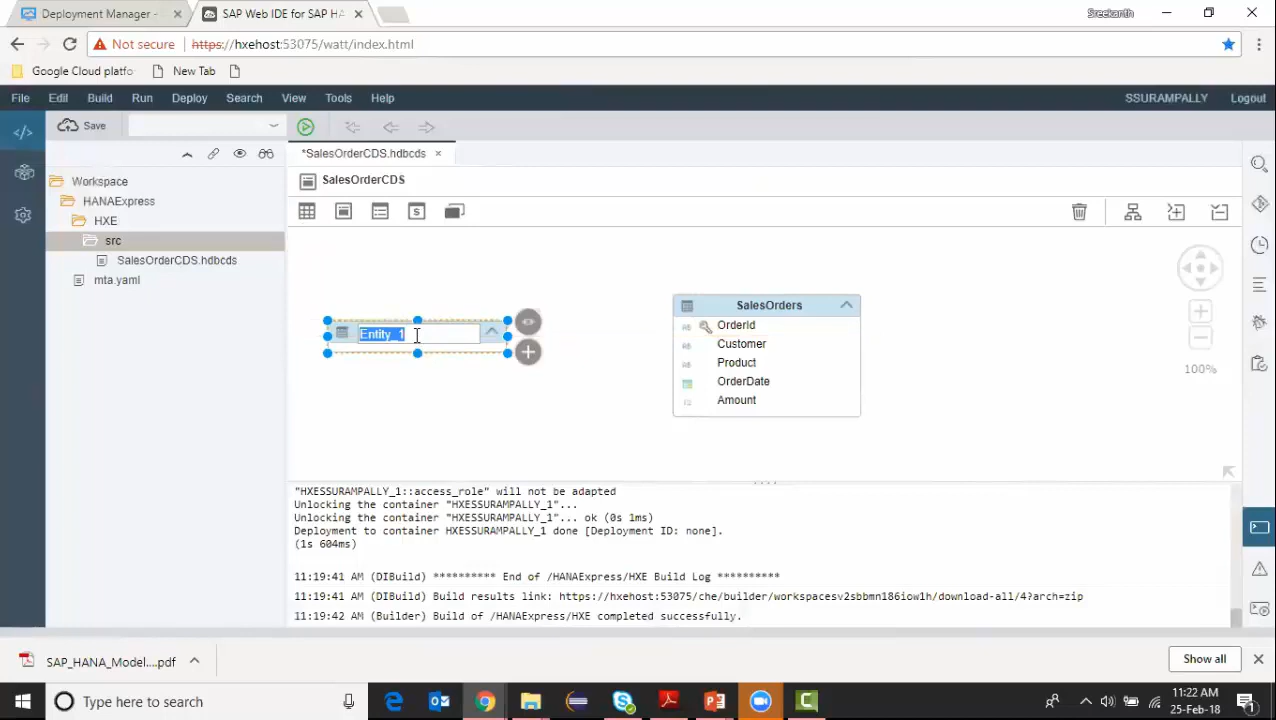 Deployment Manager -
SAP Web IDE for SAP HA
Sreekanth
Not secure
https://hxehost:53075/watt/index.html
Google Cloud platfo
New Tab
File
Edit
Build
Run
Deploy
Search
View
Tools
Help
SSURAMPALLY
Logout
Save
*SalesOrderCDS.hdbcds
SalesOrderCDS
Workspace
HANAExpress
HXE
src
SalesOrderCDS.hdbcds
mta.yaml
Entity_1
SalesOrders
OrderId
Customer
Product
OrderDate
Amount
100%
"HXESSURAMPALLY_1::access_role" will not be adapted
Unlocking the container "HXESSURAMPALLY_1"...
Unlocking the container "HXESSURAMPALLY_1"... ok (0s 1ms)
Deployment to container HXESSURAMPALLY_1 done [Deployment ID: none].
(1s 604ms)
11:19:41 AM (DIBuild) ********** End of /HANAExpress/HXE Build Log **********
11:19:41 AM (DIBuild) Build results link: https://hxehost:53075/che/builder/workspacesv2sbbmn186iow1h/download-all/4?arch=zip
11:19:42 AM (Builder) Build of /HANAExpress/HXE completed successfully.
SAP_HANA_Model....pdf
Show all
Type here to search
11:22 AM
25-Feb-18